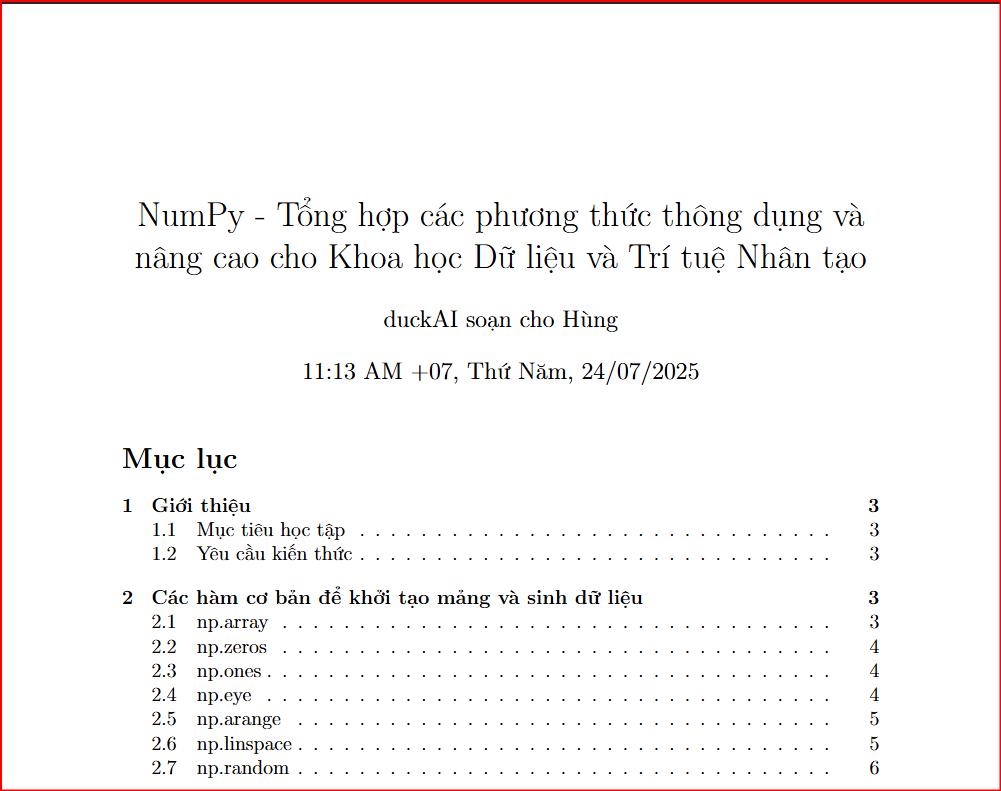 NumPy - Tổng hợp các phương thức thông dụng và
nâng cao cho Khoa học Dữ liệu và Trí tuệ Nhân tạo
duckAI soạn cho Hùng
11:13 AM +07, Thứ Năm, 24/07/2025
Mục lục
1 Giới thiệu 3
1.1 Mục tiêu học tập . . . . . . . . . . . . . . . . . . . . . . . . . . . . . . . 3
1.2 Yêu cầu kiến thức . . . . . . . . . . . . . . . . . . . . . . . . . . . . . . . 3
2 Các hàm cơ bản để khởi tạo mảng và sinh dữ liệu 3
2.1 np.array . . . . . . . . . . . . . . . . . . . . . . . . . . . . . . . . . . . . 3
2.2 np.zeros . . . . . . . . . . . . . . . . . . . . . . . . . . . . . . . . . . . . 4
2.3 np.ones . . . . . . . . . . . . . . . . . . . . . . . . . . . . . . . . . . . . . 4
2.4 np.eye . . . . . . . . . . . . . . . . . . . . . . . . . . . . . . . . . . . . . 4
2.5 np.arange . . . . . . . . . . . . . . . . . . . . . . . . . . . . . . . . . . . 5
2.6 np.linspace . . . . . . . . . . . . . . . . . . . . . . . . . . . . . . . . . . . 5
2.7 np.random . . . . . . . . . . . . . . . . . . . . . . . . . . . . . . . . . . . 6